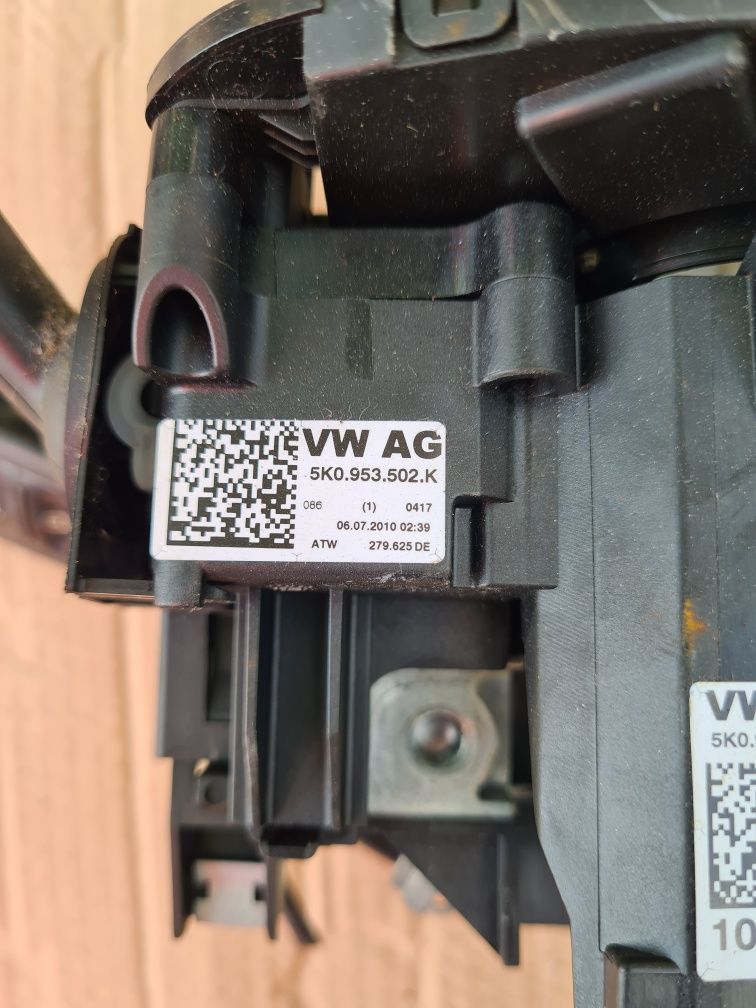 VW AG
5K0.953.502.K
086 (1) 0417
06.07.2010 02:39
ATW 279.625 DE
5K0.
10